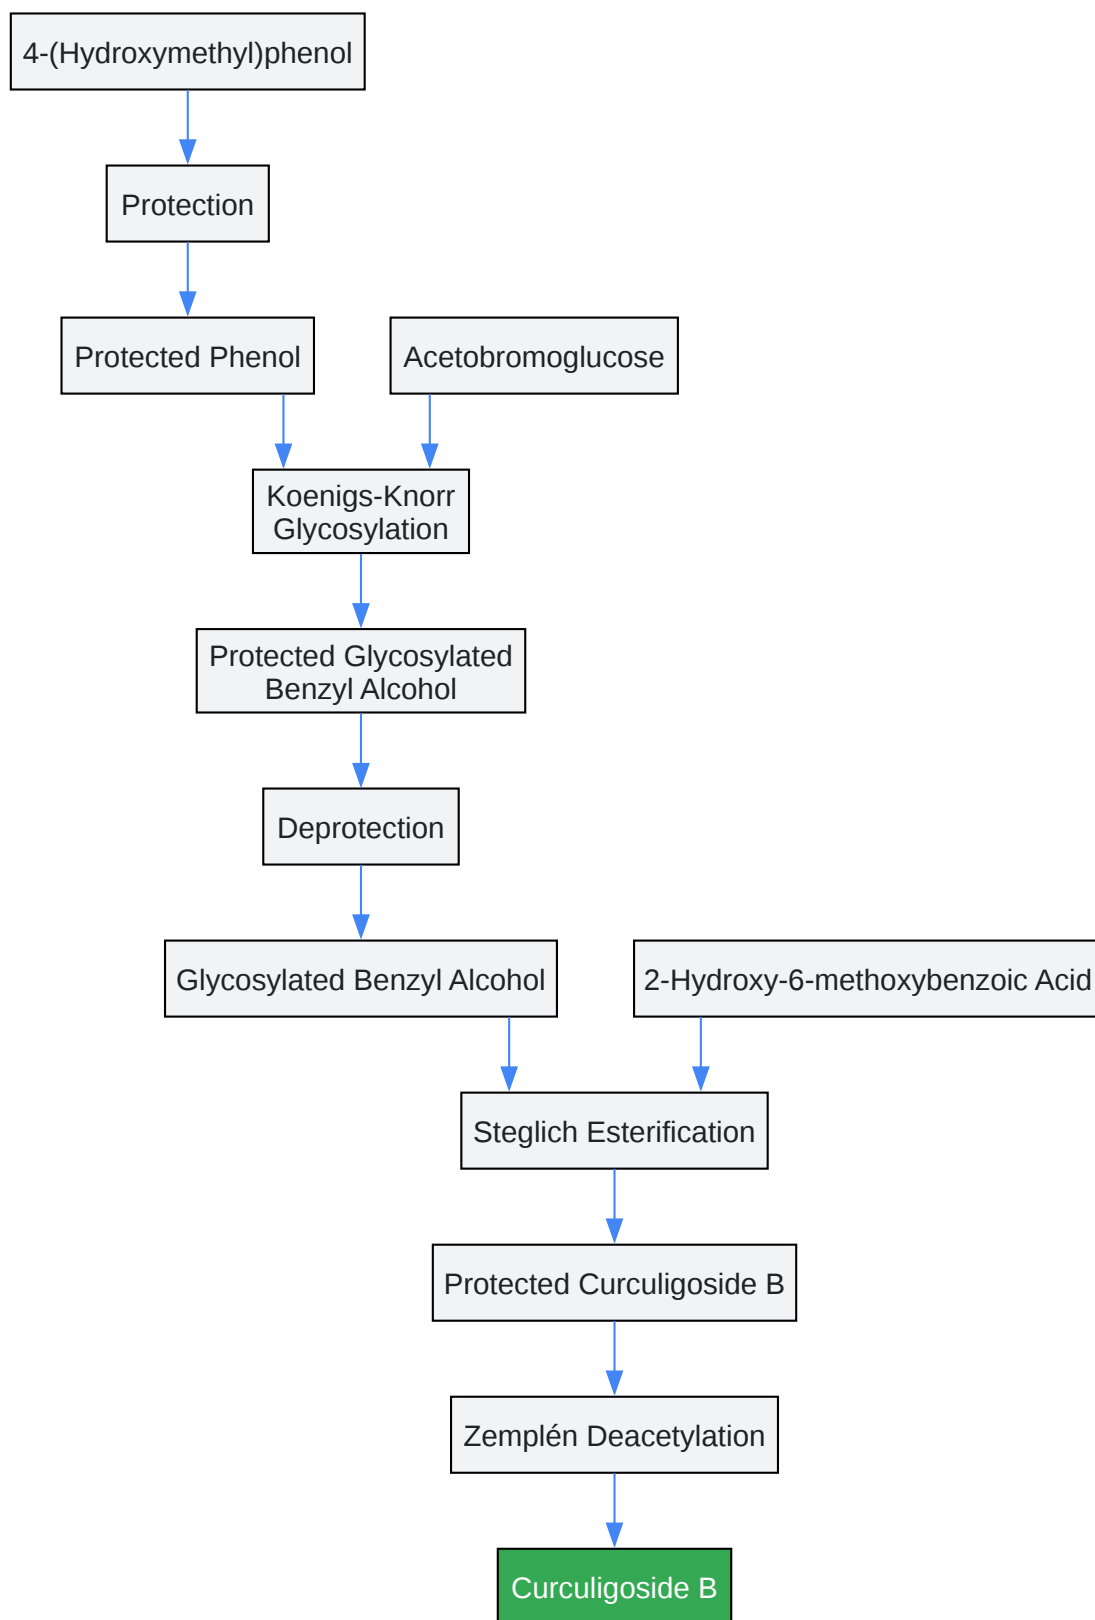 4-(Hydroxymethyl)phenol
Protection
Protected Phenol
Acetobromoglucose
Koenigs-Knorr
Glycosylation
Protected Glycosylated
Benzyl Alcohol
Deprotection
Glycosylated Benzyl Alcohol
2-Hydroxy-6-methoxybenzoic Acid
Steglich Esterification
Protected Curculigoside B
Zemplén Deacetylation
Curculigoside B